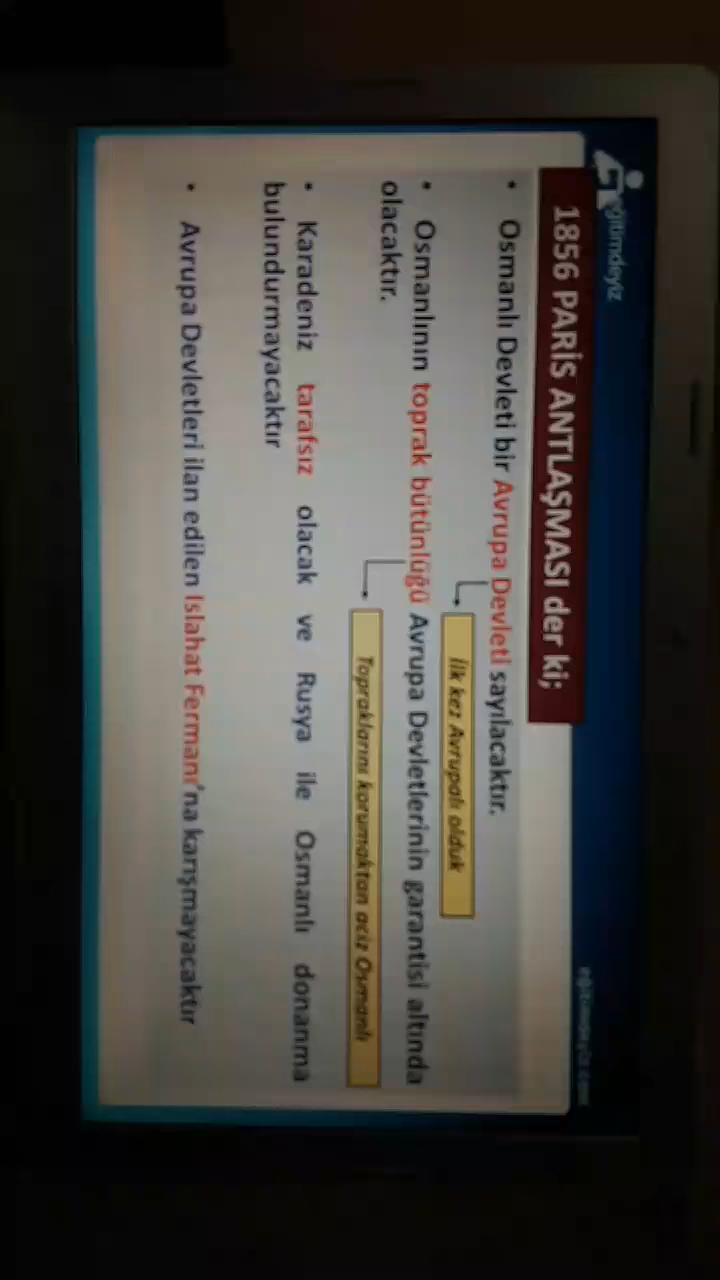 eğitimdeyiz
eğitimdeyiz.com
1856 PARİS ANTLAŞMASI der ki;
• Osmanlı Devleti bir Avrupa Devleti sayılacaktır.
İlk kez Avrupalı olduk
• Osmanlının toprak bütünlüğü Avrupa Devletlerinin garantisi altında
olacaktır.
Topraklarını korumaktan aciz Osmanlı
• Karadeniz tarafsız olacak ve Rusya ile Osmanlı donanma
bulundurmayacaktır
• Avrupa Devletleri ilan edilen Islahat Fermanı'na karışmayacaktır